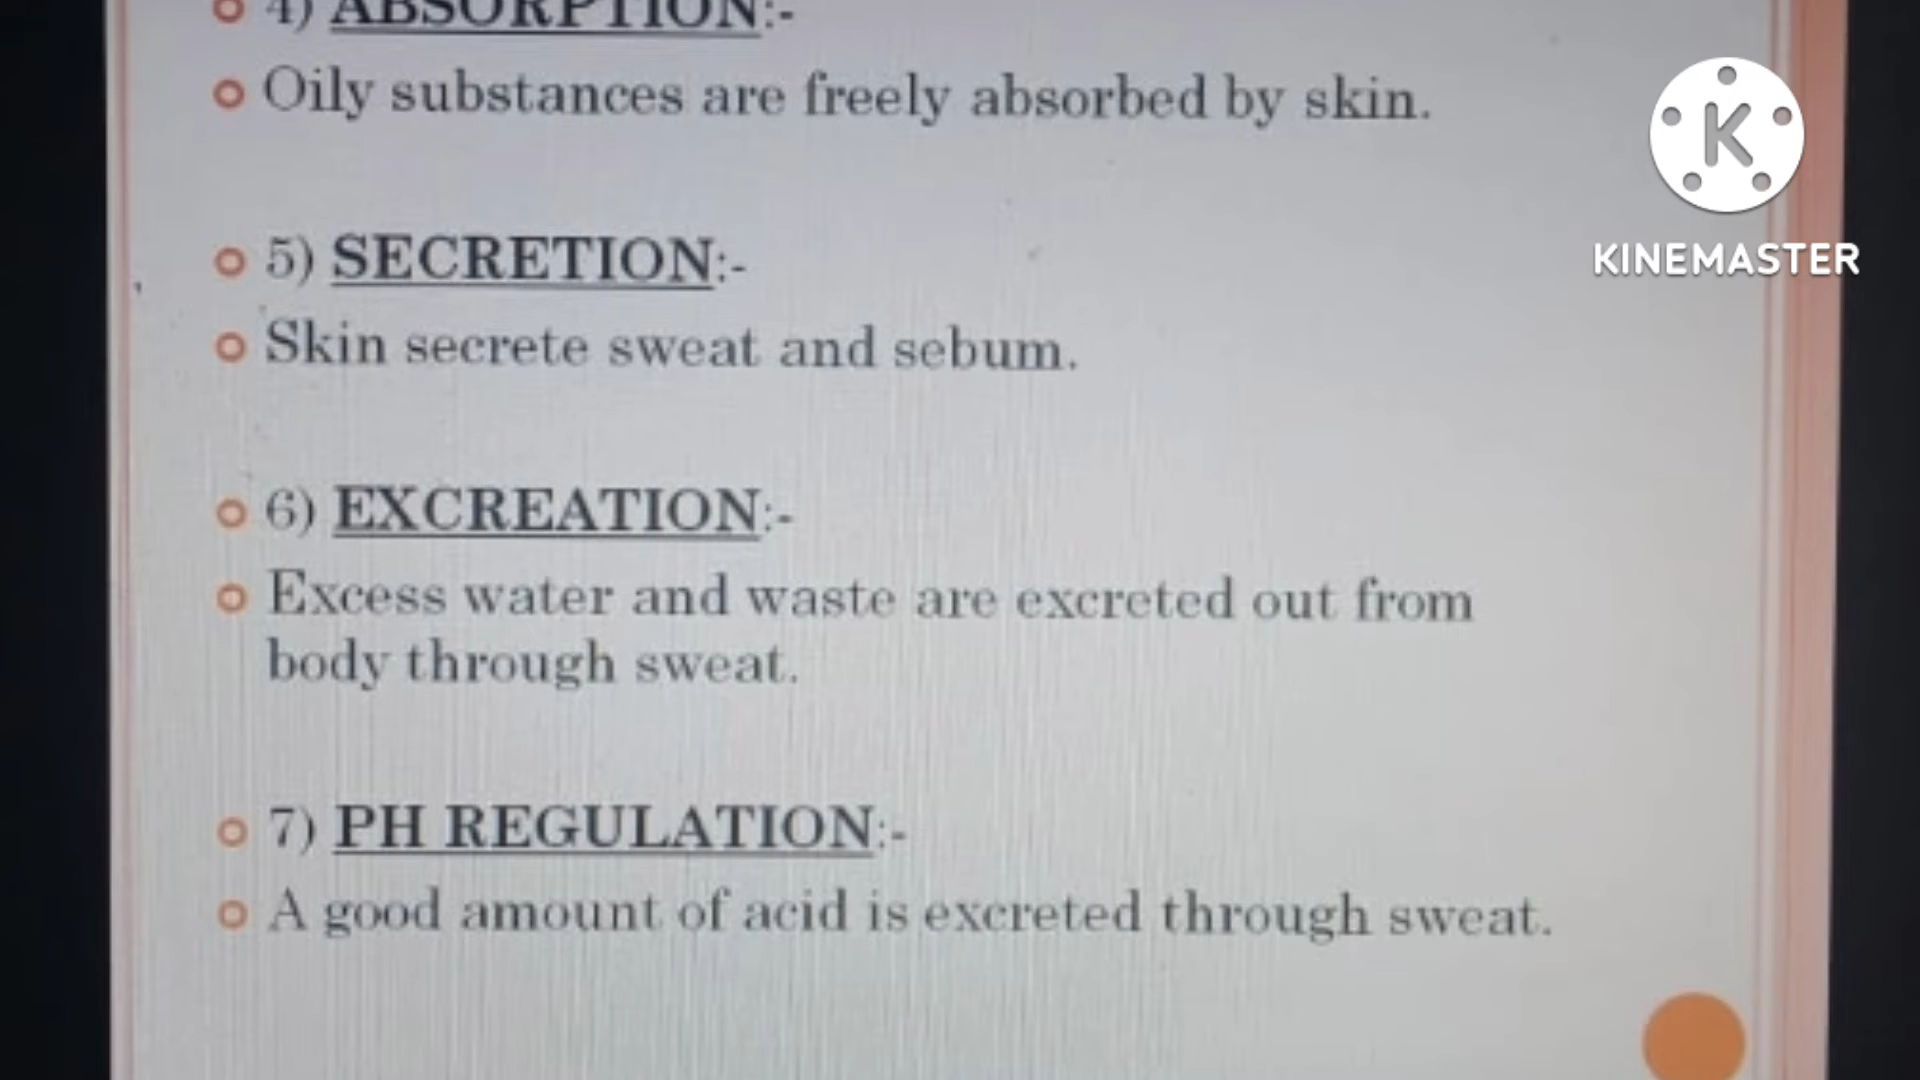 4) ABSORPTION:-
Oily substances are freely absorbed by skin.
5) SECRETION:-
Skin secrete sweat and sebum.
6) EXCREATION:-
Excess water and waste are excreted out from
body through sweat.
7) PH REGULATION:-
A good amount of acid is excreted through sweat.
K
KINEMASTER